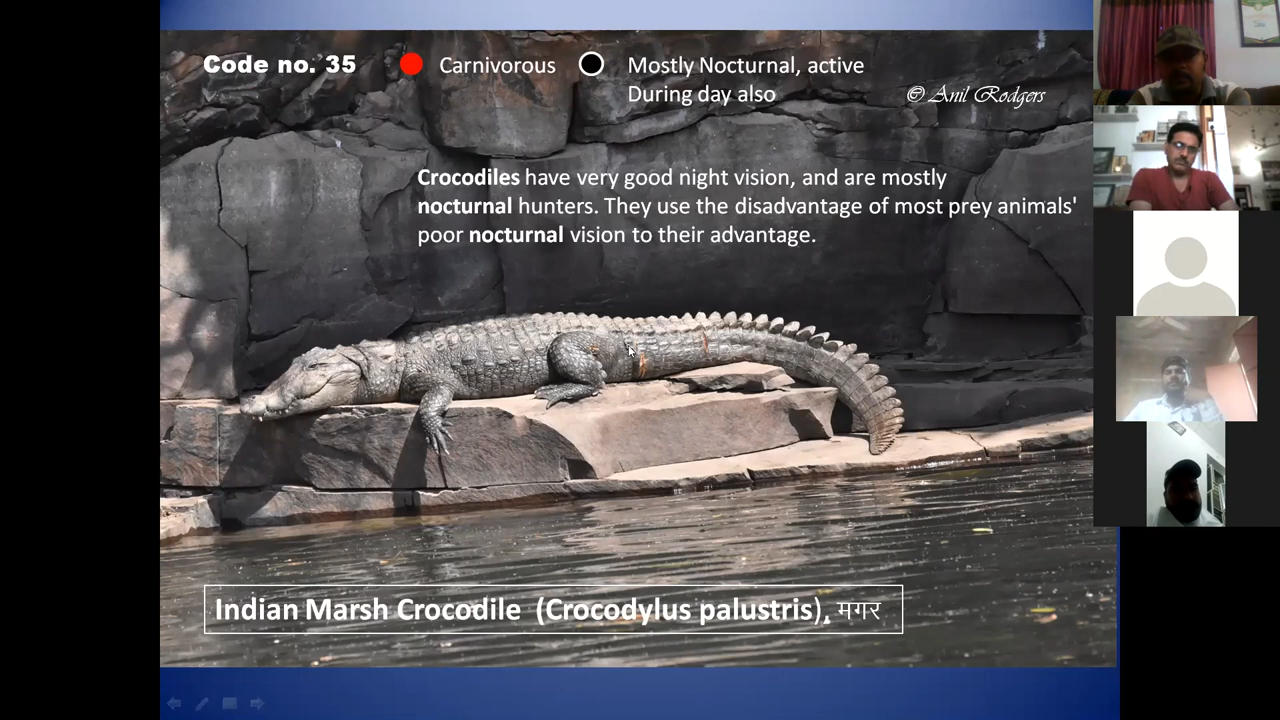 Code no. 35
Carnivorous
Mostly Nocturnal, active
During day also
© Anil Rodgers
Crocodiles have very good night vision, and are mostly
nocturnal hunters. They use the disadvantage of most prey animals'
poor nocturnal vision to their advantage.
Indian Marsh Crocodile (Crocodylus palustris), मगर